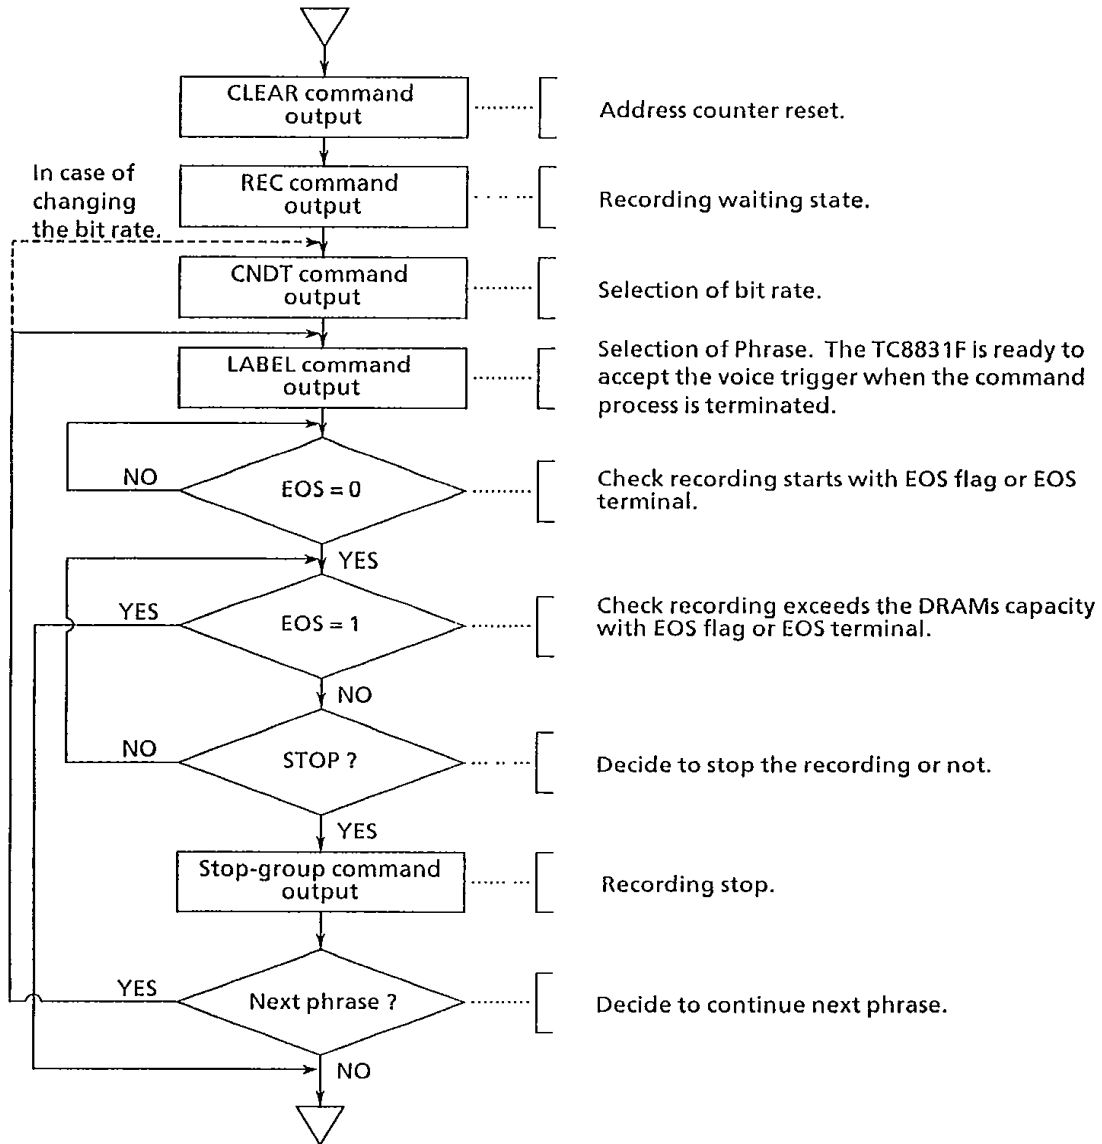 CLEAR command
output
Address counter reset.
In case of
changing
the bit rate.
REC command
output
Recording waiting state.
CNDT command
output
Selection of bit rate.
LABEL command
output
Selection of Phrase. The TC8831F is ready to
accept the voice trigger when the command
process is terminated.
NO
EOS = 0
Check recording starts with EOS flag or EOS
terminal.
YES
YES
EOS = 1
Check recording exceeds the DRAMs capacity
with EOS flag or EOS terminal.
NO
NO
STOP ?
Decide to stop the recording or not.
YES
Stop-group command
output
Recording stop.
YES
Next phrase ?
Decide to continue next phrase.
NO